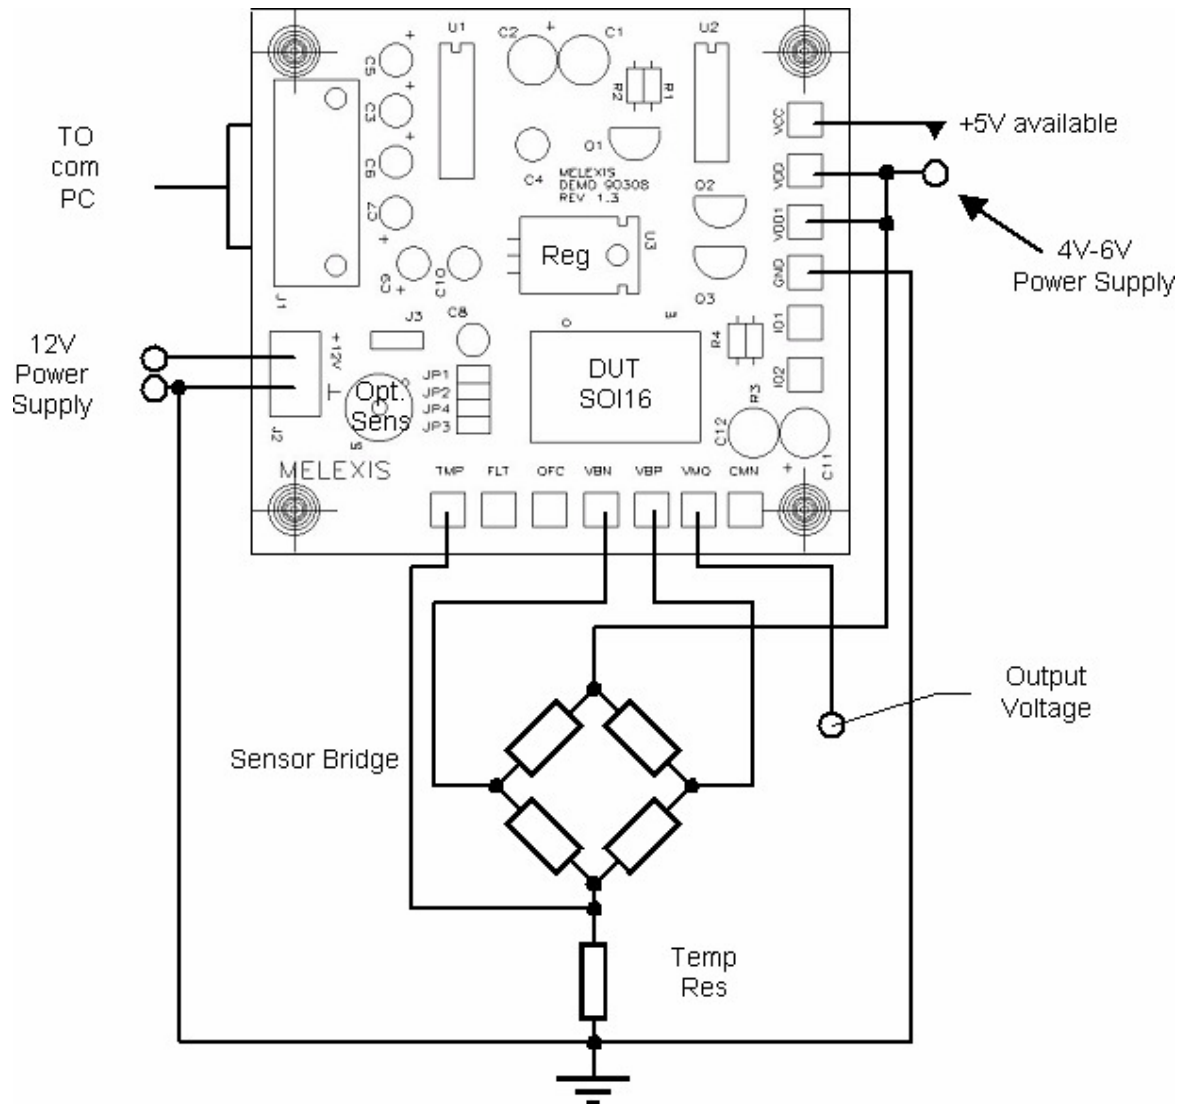 U1
C2
+
C1
U2
C5
+
C3
+
C6
+
C7
+
R2
R1
VCC
+5V available
TO
com
PC
Q1
C4
MELEXIS
DEMO 90308
REV 1.3
VDD
Q2
VDD1
4V-6V
Power Supply
Reg
U3
GND
C9
+
C10
Q3
J1
J3
C8
R4
IO1
12V
Power
Supply
+12V
DUT
SOI16
IO2
JP1
JP2
JP4
JP3
Opt.
Sens
R3
J2
C12
+
C11
MELEXIS
TMP
FLT
OFC
VBN
VBP
VMO
CMN
Output
Voltage
Sensor Bridge
Temp
Res